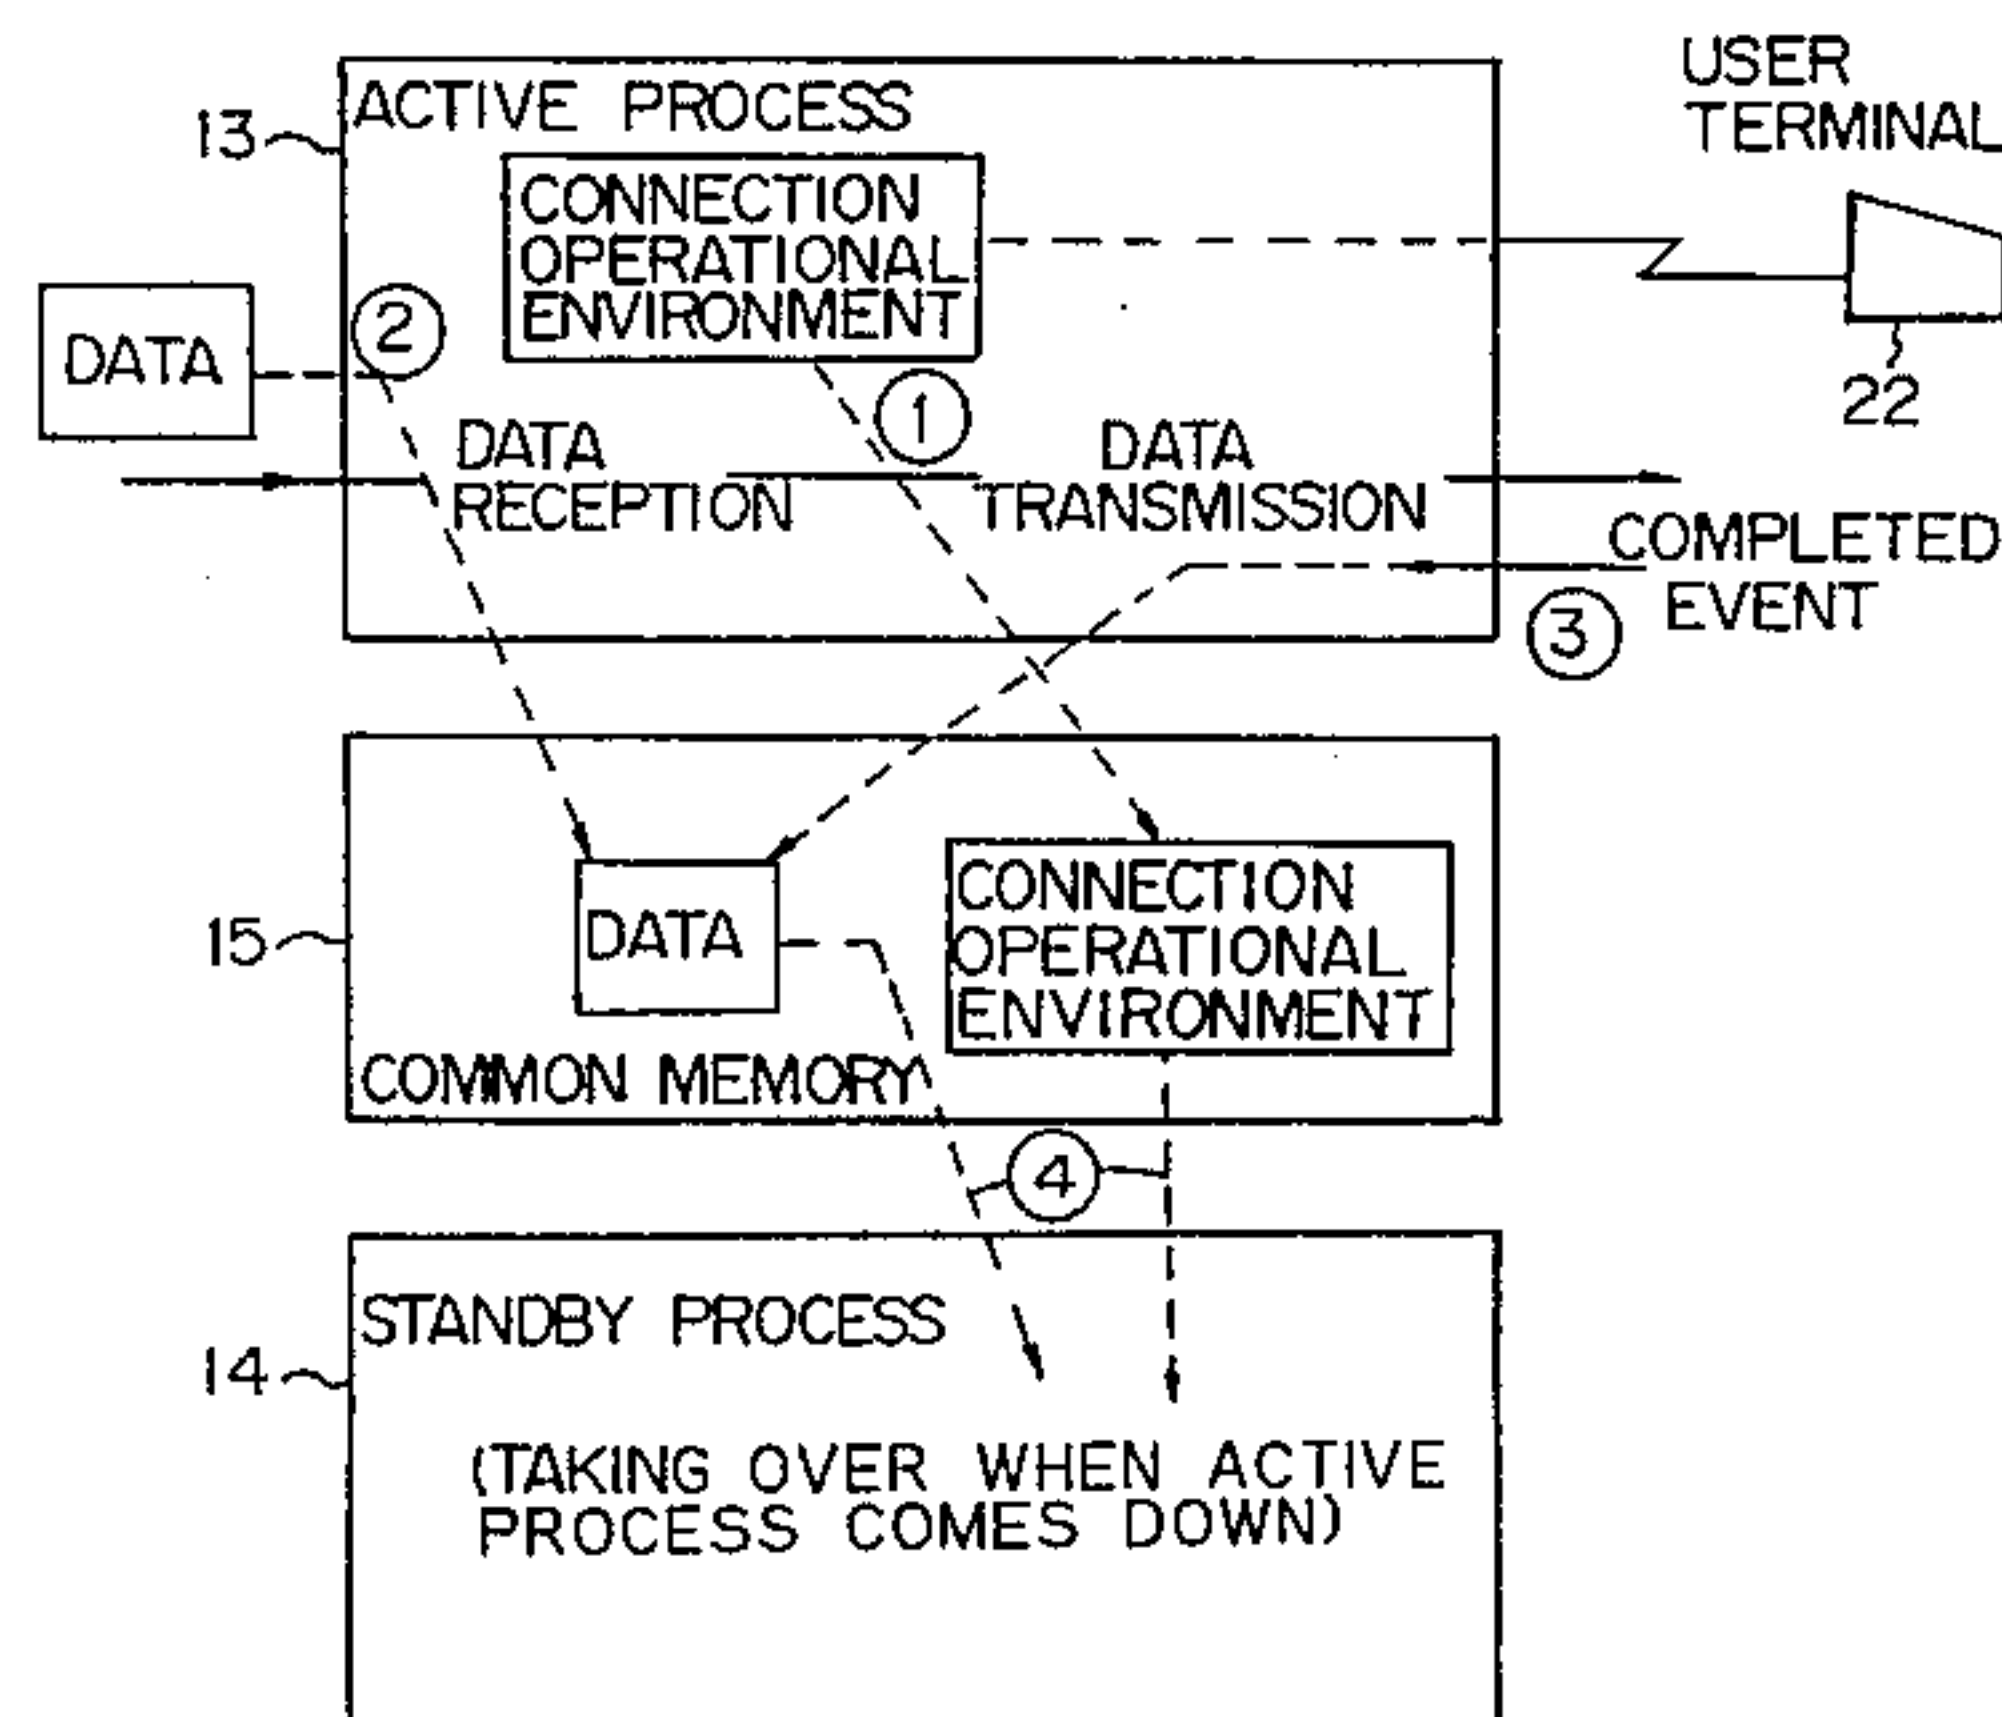 USER
TERMINAL
ACTIVE PROCESS
13
CONNECTION
OPERATIONAL
ENVIRONMENT
2
DATA
22
1
DATA
RECEPTION
DATA
TRANSMISSION
COMPLETED
EVENT
3
DATA
CONNECTION
OPERATIONAL
ENVIRONMENT
15
COMMON MEMORY
4
STANDBY PROCESS
14
(TAKING OVER WHEN ACTIVE
PROCESS COMES DOWN)